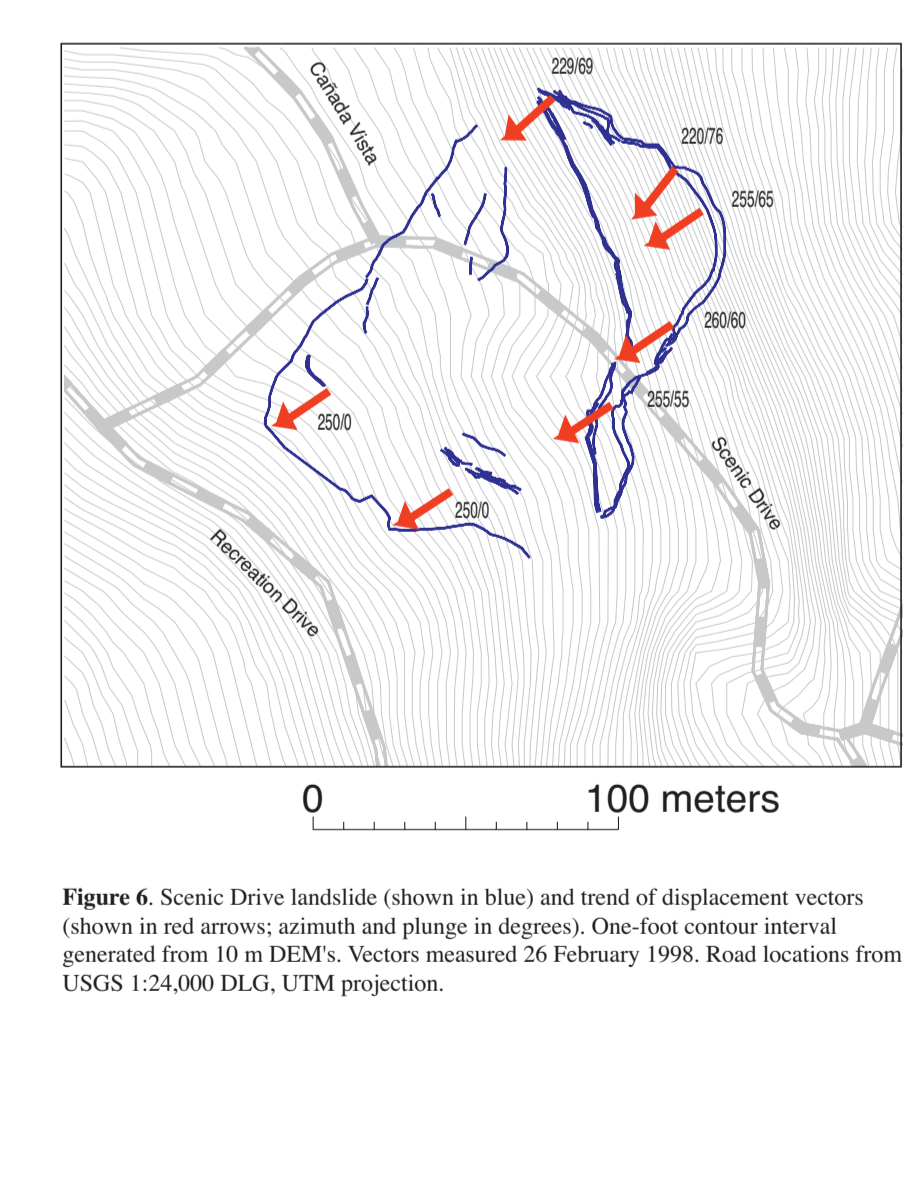 229/69
Cañada Vista
220/76
255/65
260/60
255/55
250/0
Scenic Drive
250/0
Recreation Drive
0 100 meters
Figure 6. Scenic Drive landslide (shown in blue) and trend of displacement vectors
(shown in red arrows; azimuth and plunge in degrees). One-foot contour interval
generated from 10 m DEM's. Vectors measured 26 February 1998. Road locations from
USGS 1:24,000 DLG, UTM projection.